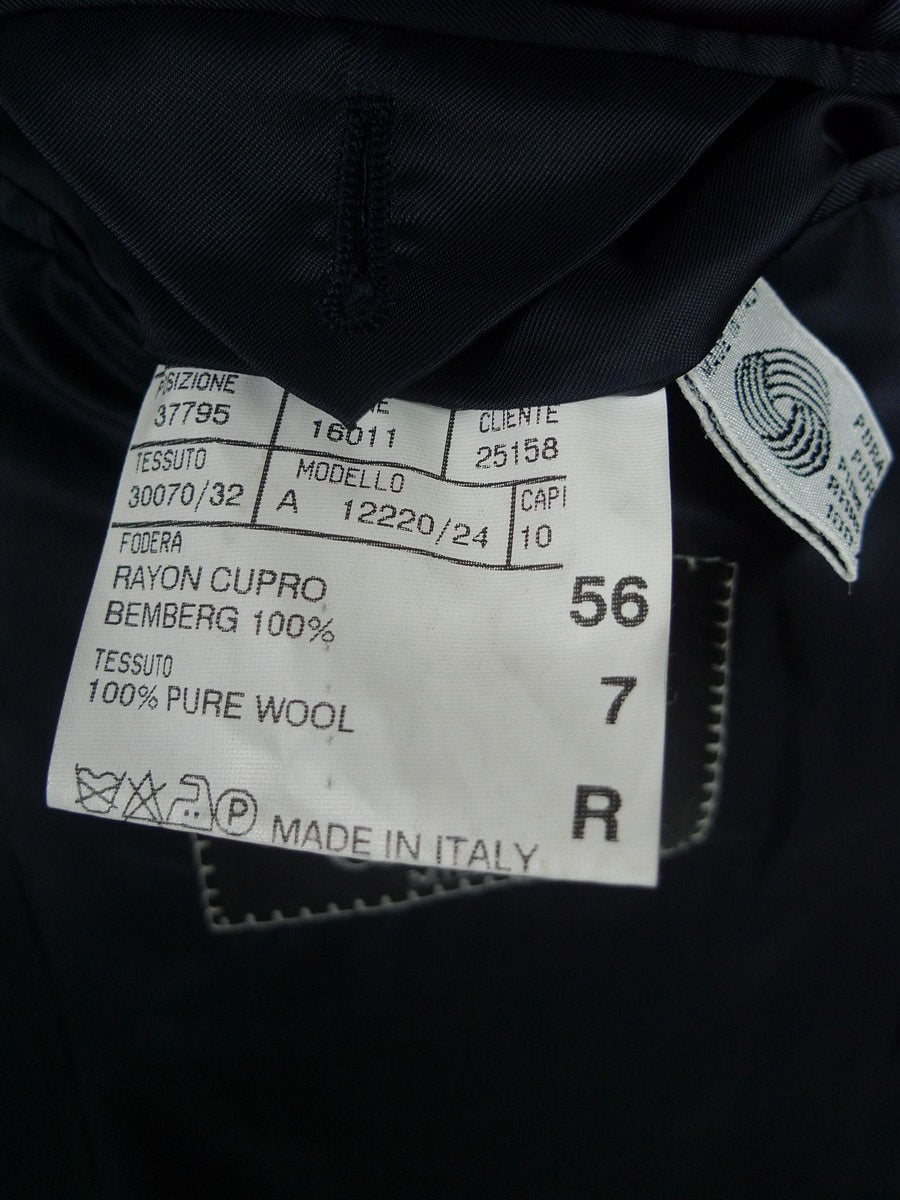 CLIENTE
37795
16011
25158
TESSUTO
MODELLO
CAPI
30070/32
A 12220/24
10
FODERA
RAYON CUPRO
BEMBERG 100%
TESSUTO
100% PURE WOOL
56
7
R
P
MADE IN ITALY
PURA